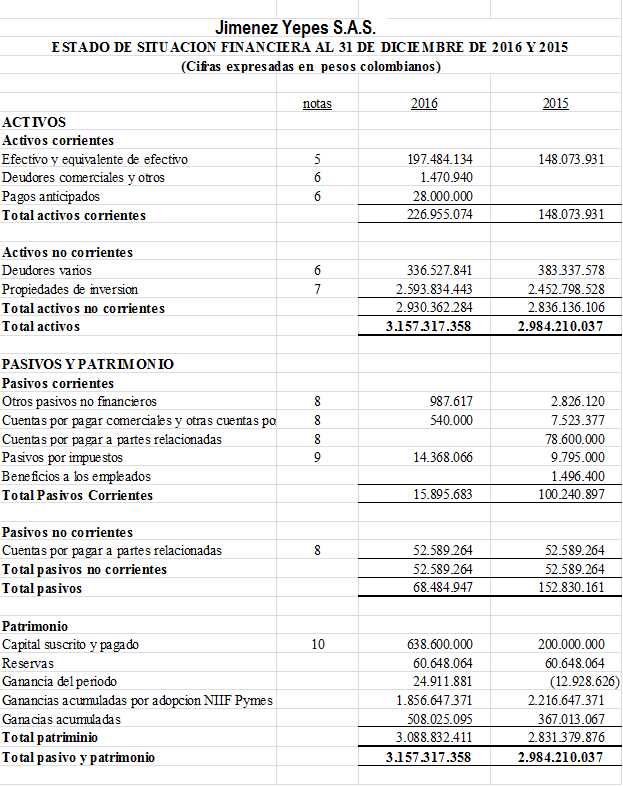 Jimenez Yepes S.A.S.
ESTADO DE SITUACION FINANCIERA AL 31 DE DICIEMBRE DE 2016 Y 2015
(Cifras expresadas en pesos colombianos)
notas 2016 2015
ACTIVOS
Activos corrientes
Efectivo y equivalente de efectivo 5 197.484.134 148.073.931
Deudores comerciales y otros 6 1.470.940
Pagos anticipados 6 28.000.000
Total activos corrientes 226.955.074 148.073.931
Activos no corrientes
Deudores varios 6 336.527.841 383.337.578
Propiedades de inversion 7 2.593.834.443 2.452.798.528
Total activos no corrientes 2.930.362.284 2.836.136.106
Total activos 3.157.317.358 2.984.210.037
PASIVOS Y PATRIMONIO
Pasivos corrientes
Otros pasivos no financieros 8 987.617 2.826.120
Cuentas por pagar comerciales y otras cuentas po 8 540.000 7.523.377
Cuentas por pagar a partes relacionadas 8 78.600.000
Pasivos por impuestos 9 14.368.066 9.795.000
Beneficios a los empleados 1.496.400
Total Pasivos Corrientes 15.895.683 100.240.897
Pasivos no corrientes
Cuentas por pagar a partes relacionadas 8 52.589.264 52.589.264
Total pasivos no corrientes 52.589.264 52.589.264
Total pasivos 68.484.947 152.830.161
Patrimonio
Capital suscrito y pagado 10 638.600.000 200.000.000
Reservas 60.648.064 60.648.064
Ganancia del periodo 24.911.881 (12.928.626)
Ganancias acumuladas por adopcion NIIF Pymes 1.856.647.371 2.216.647.371
Ganacias acumuladas 508.025.095 367.013.067
Total patriminio 3.088.832.411 2.831.379.876
Total pasivo y patrimonio 3.157.317.358 2.984.210.037